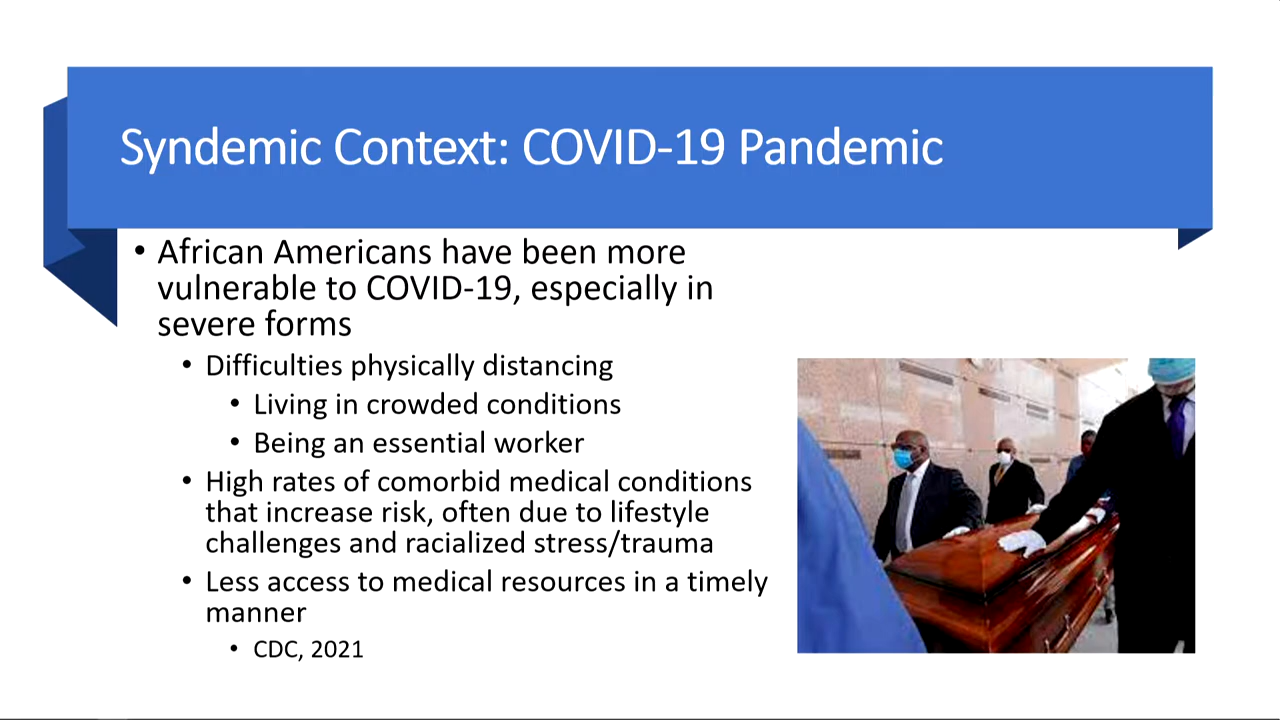 Syndemic Context: COVID-19 Pandemic
• African Americans have been more
vulnerable to COVID-19, especially in
severe forms
• Difficulties physically distancing
• Living in crowded conditions
• Being an essential worker
• High rates of comorbid medical conditions
that increase risk, often due to lifestyle
challenges and racialized stress/trauma
• Less access to medical resources in a timely
manner
• CDC, 2021